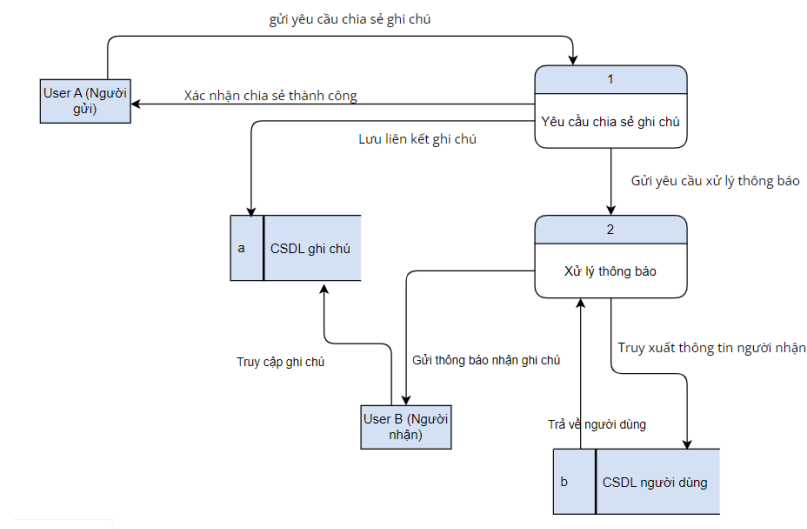 gửi yêu cầu chia sẻ ghi chú
1
User A (Người
gửi)
Xác nhận chia sẻ thành công
Yêu cầu chia sẻ ghi chú
Lưu liên kết ghi chú
Gửi yêu cầu xử lý thông báo
2
a
CSDL ghi chú
Xử lý thông báo
Truy xuất thông tin người nhận
Truy cập ghi chú
Gửi thông báo nhận ghi chú
User B (Người
nhận)
Trả về người dùng
b
CSDL người dùng